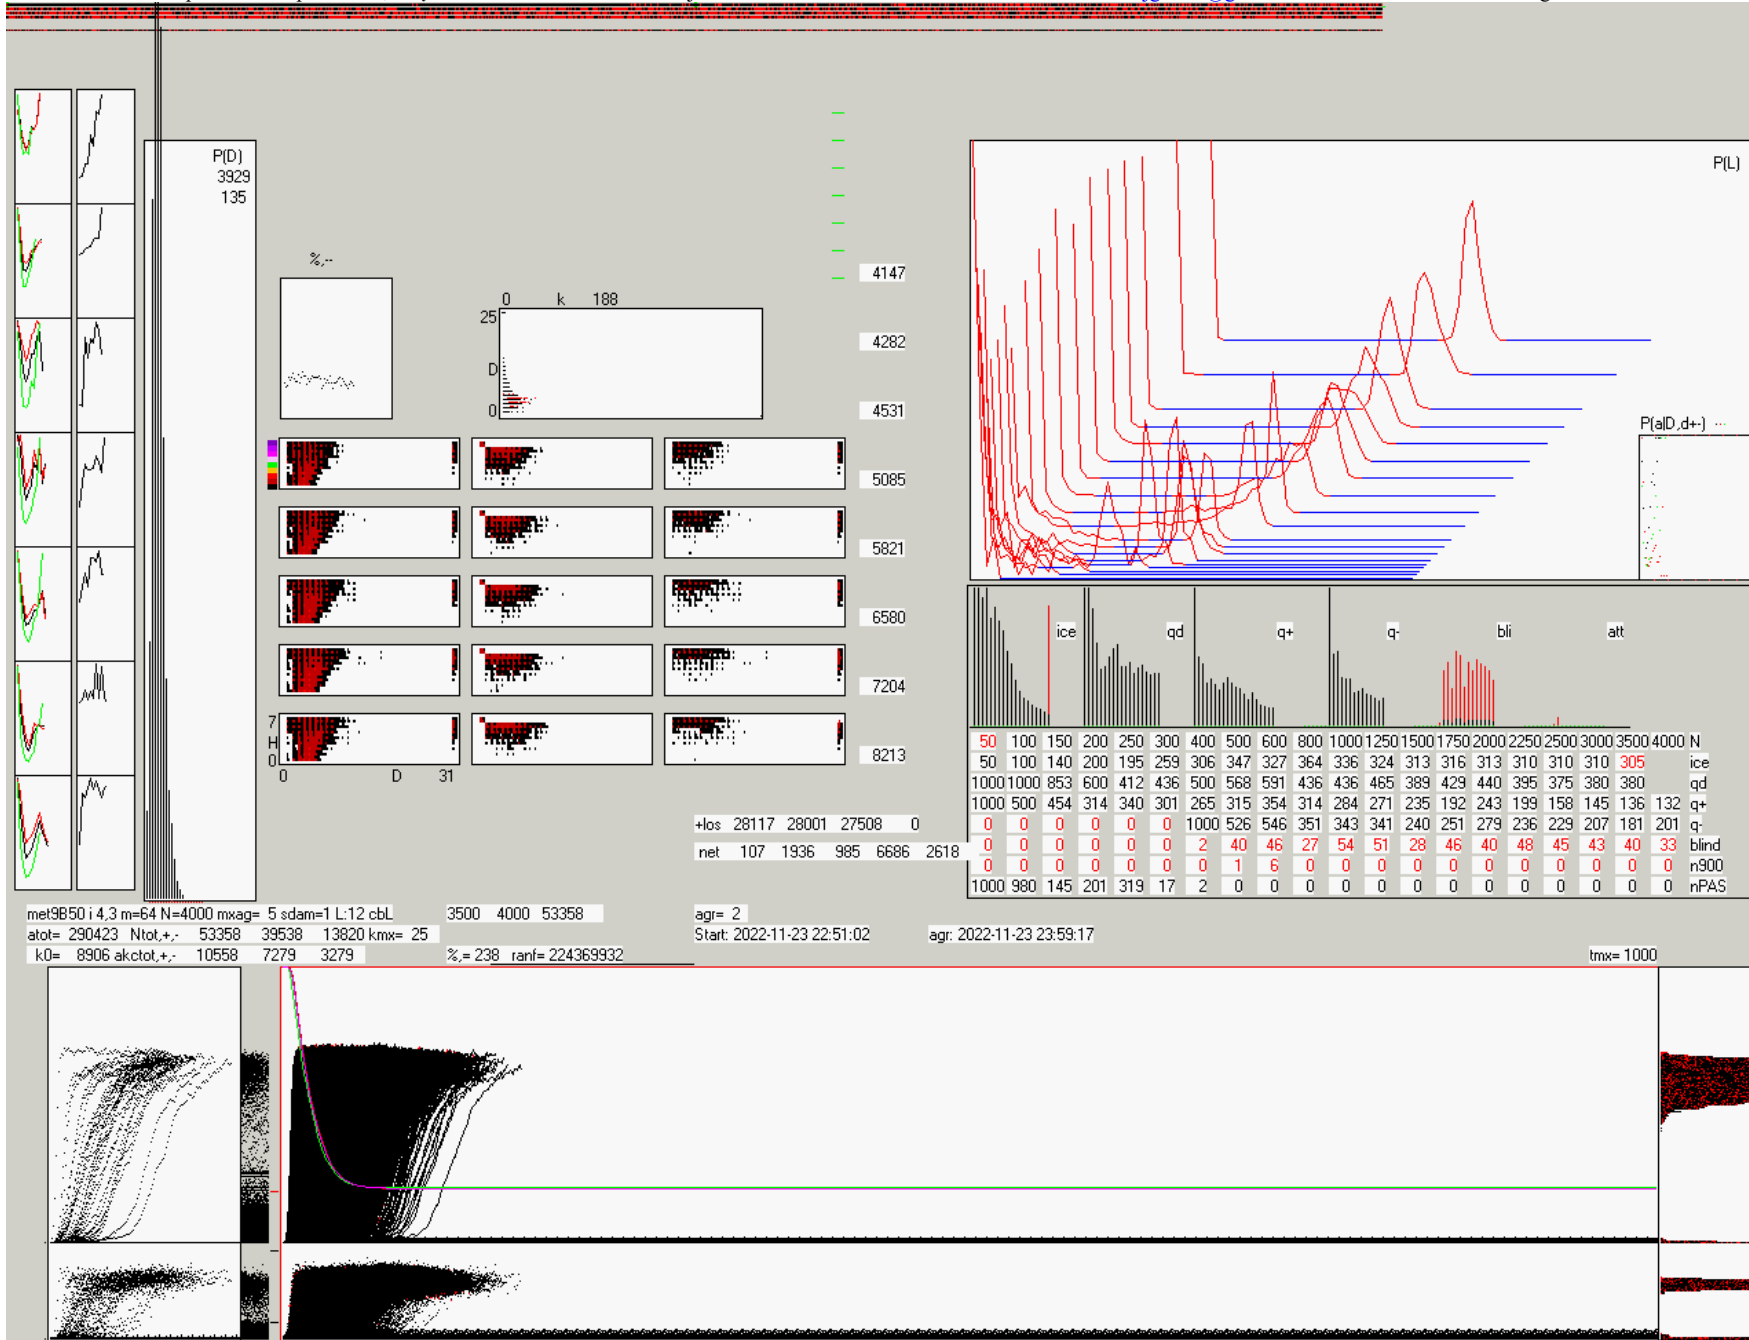 P(D)
3929
135
P(L)
%,--
0 k 188
25
D
0
4147
4282
4531
5085
5821
6580
7204
8213
P(a|D,d+-)
7
H
0
0 D 31
ice qd q+ q- bli att
50 100 150 200 250 300 400 500 600 800 1000 1250 1500 1750 2000 2250 2500 3000 3500 4000 N
50 100 140 200 195 259 306 347 327 364 336 324 313 316 313 310 310 310 305 ice
1000 1000 853 600 412 436 500 568 591 436 436 465 389 429 440 395 375 380 380 qd
1000 500 454 314 340 301 265 315 354 314 284 271 235 192 243 199 158 145 136 132 q+
0 0 0 0 0 0 1000 526 546 351 343 341 240 251 279 236 229 207 181 201 q-
0 0 0 0 0 0 2 40 46 27 54 51 28 46 40 48 45 43 40 33 blind
0 0 0 0 0 0 0 1 6 0 0 0 0 0 0 0 0 0 0 0 n900
1000 980 145 201 319 17 2 0 0 0 0 0 0 0 0 0 0 0 0 0 nPAS
+los 28117 28001 27508 0
net 107 1936 985 6686 2618
met9B50 i 4,3 m=64 N=4000 mxag= 5 sdam=1 L:12 cbL 3500 4000 53358 agr= 2
atot= 290423 Ntot,+,- 53358 39538 13820 kmx= 25 Start: 2022-11-23 22:51:02 agr: 2022-11-23 23:59:17
k0= 8906 akctot,+,- 10558 7279 3279 %,= 238 ranf= 224369932 tmx= 1000